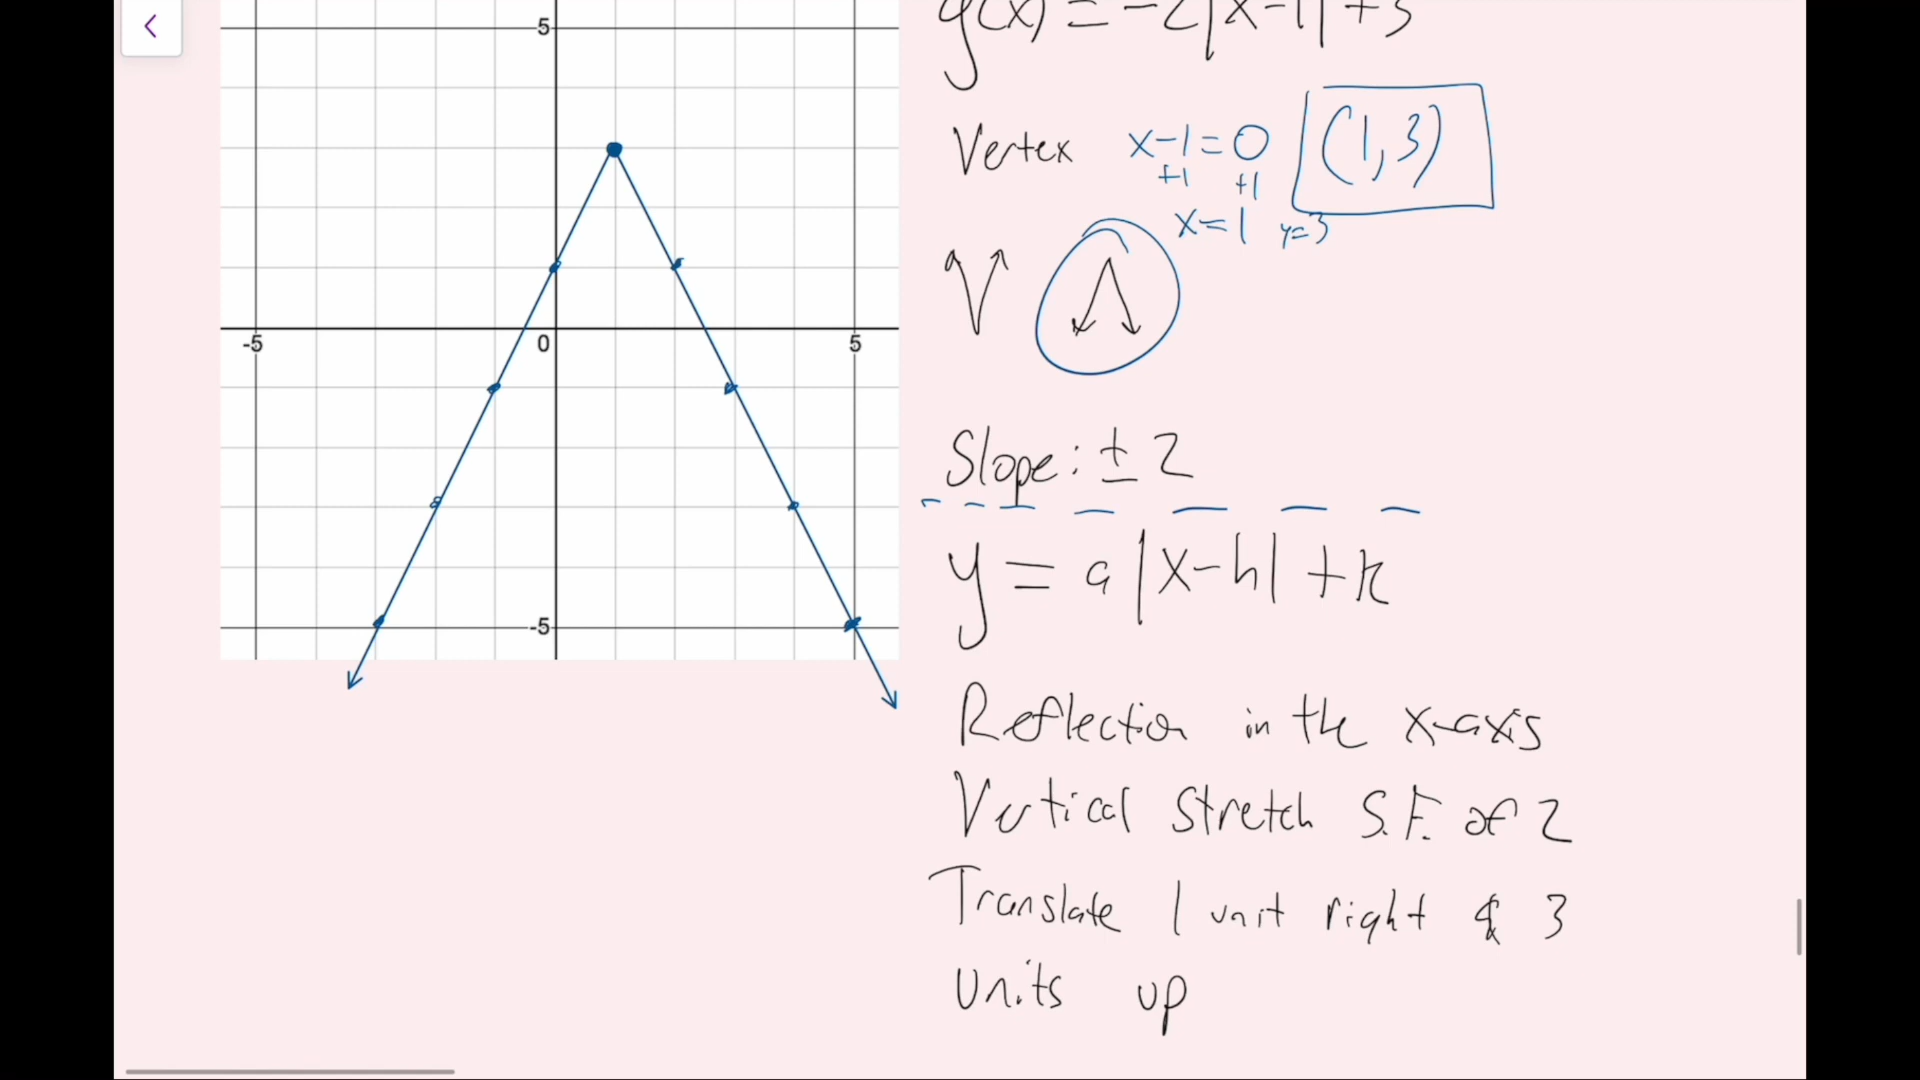 g(x) = -2|x-1| + 3
5
Vertex x-1=0 (1,3)
+1 +1
x=1 y=3
-5 0 5
Slope: ± 2
-5
y = a|x-h| + k
Reflection in the x-axis
Vertical Stretch S.F. of 2
Translate 1 unit right & 3
units up